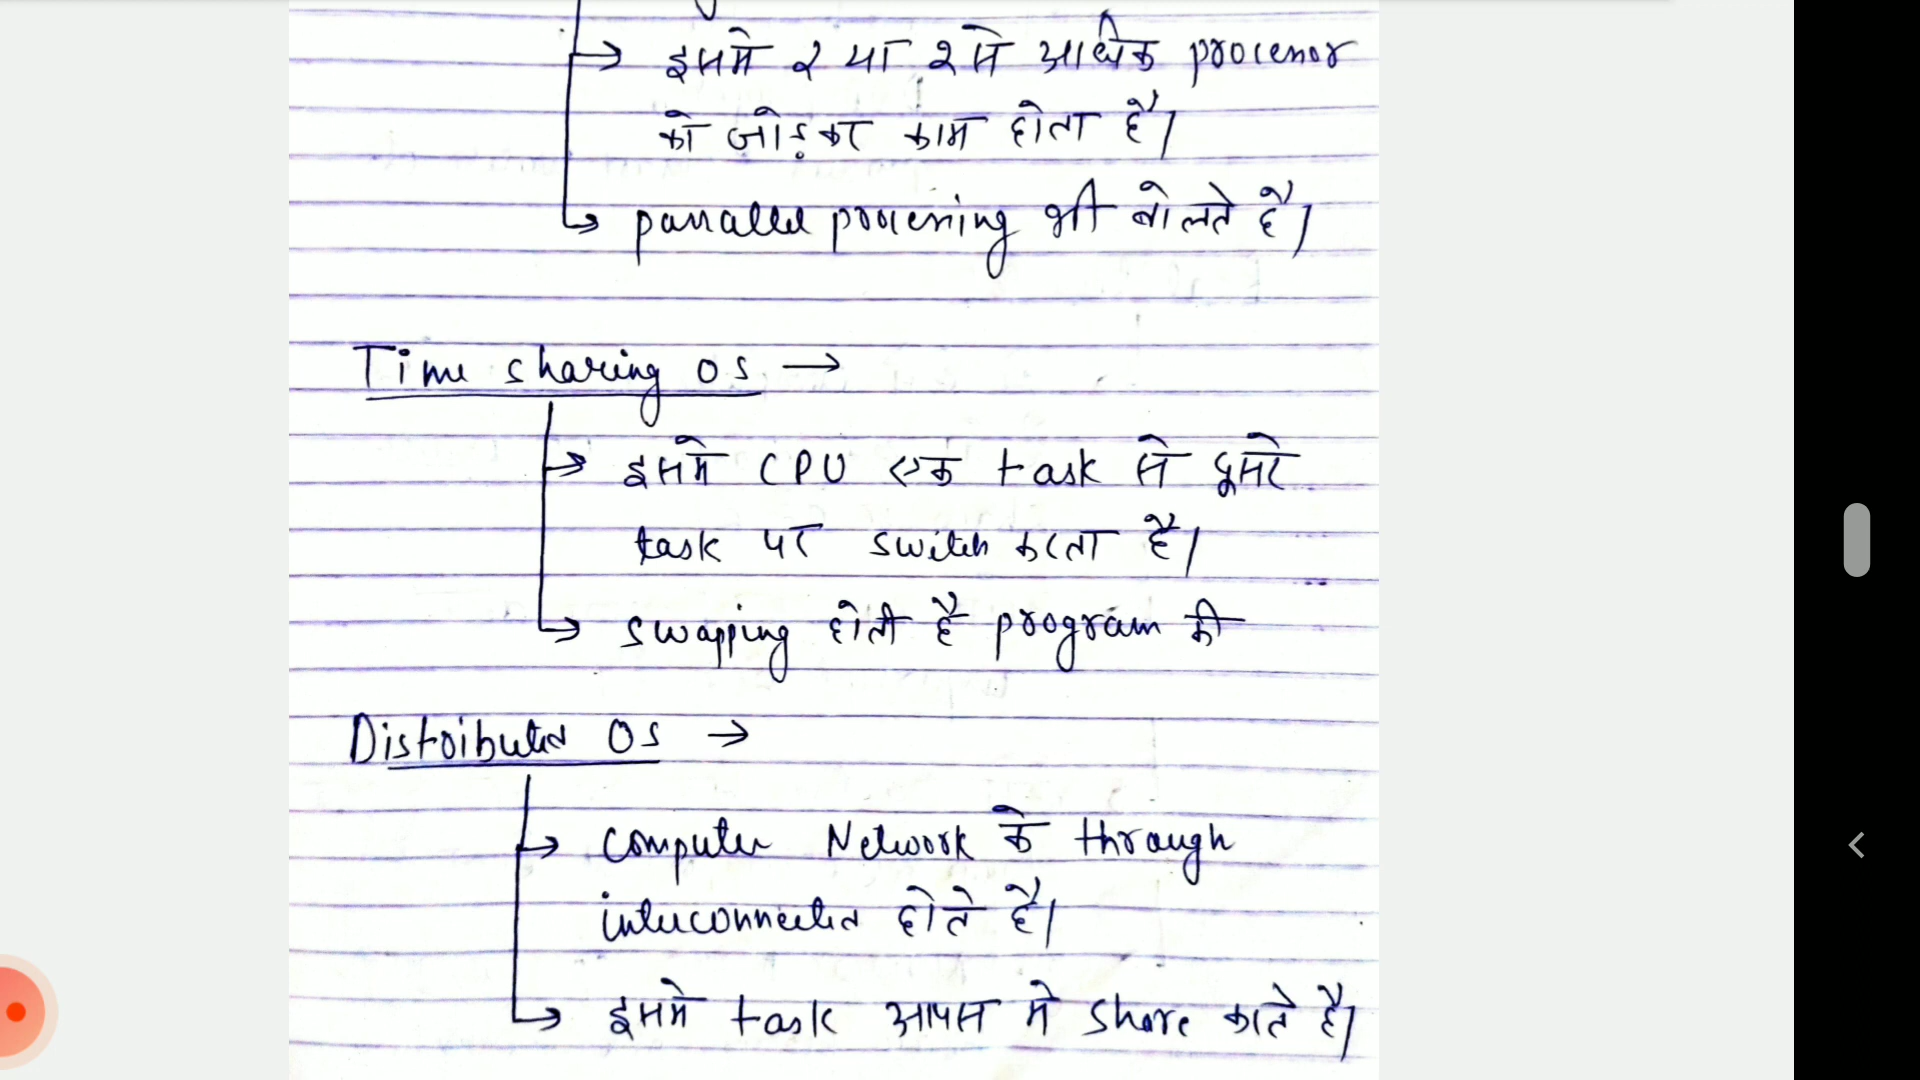 → इसमे 2 या 2 से अधिक processor
को जोड़कर काम होता है।
→ parralled processing भी बोलते है।
Time sharing OS →
→ इसमे CPU एक task से दूसरे
task पर switch करता है।
→ swapping होती है program की
Distributed OS →
→ Computer Network के through
interconnected होते है।
→ इसमे task आपस मे share करते है।